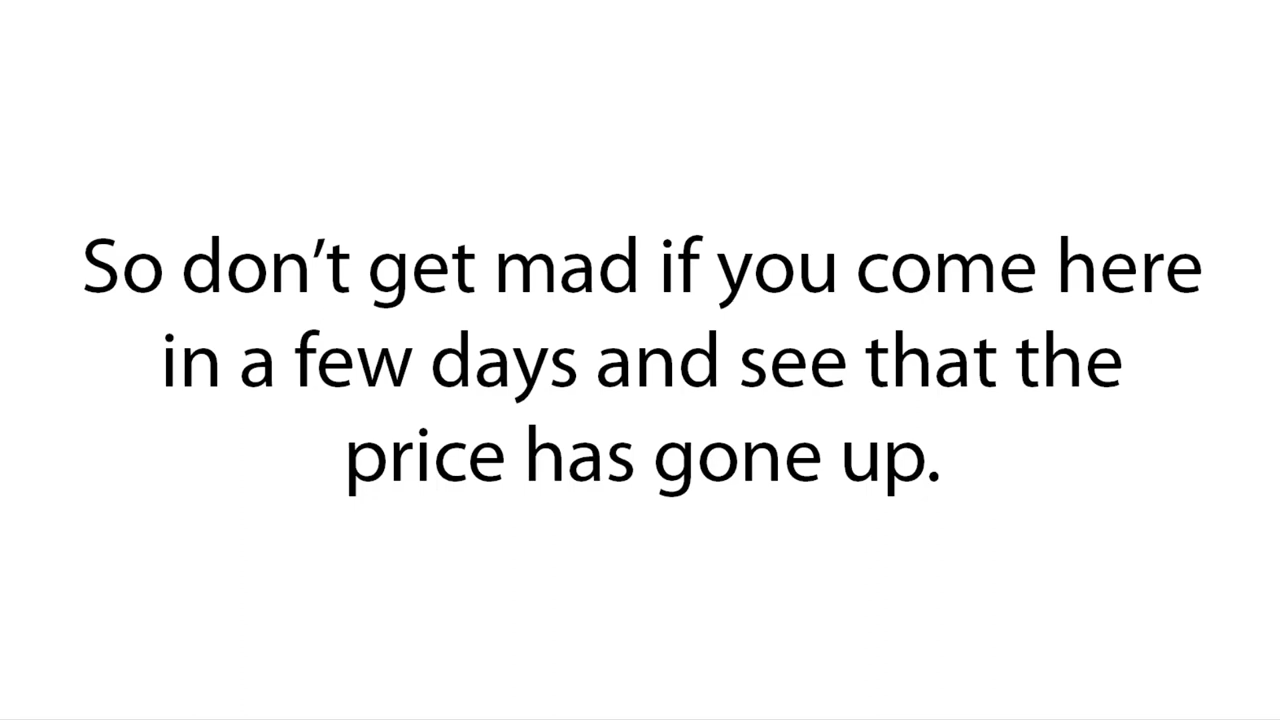 So don’t get mad if you come here
in a few days and see that the
price has gone up.